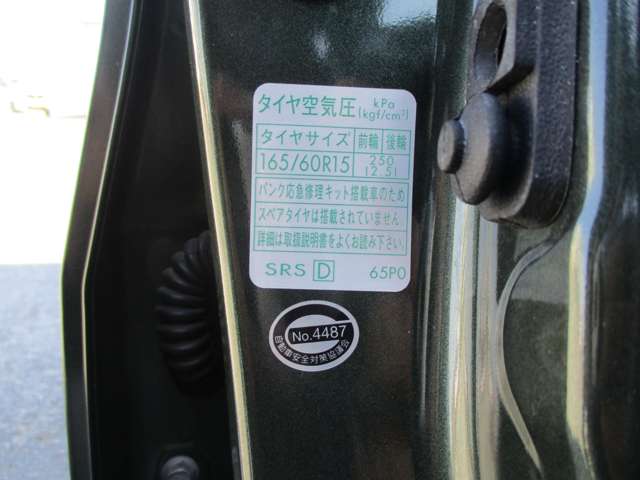 タイヤ空気圧 kPa
(kgf/cm²)
タイヤサイズ 前輪 後輪
165/60R15 250
(2.5)
パンク応急修理キット搭載車のため
スペアタイヤは搭載されていません
詳細は取扱説明書をよくお読み下さい。
SRS D 65P0
No.4487
自動車安全対策協議会